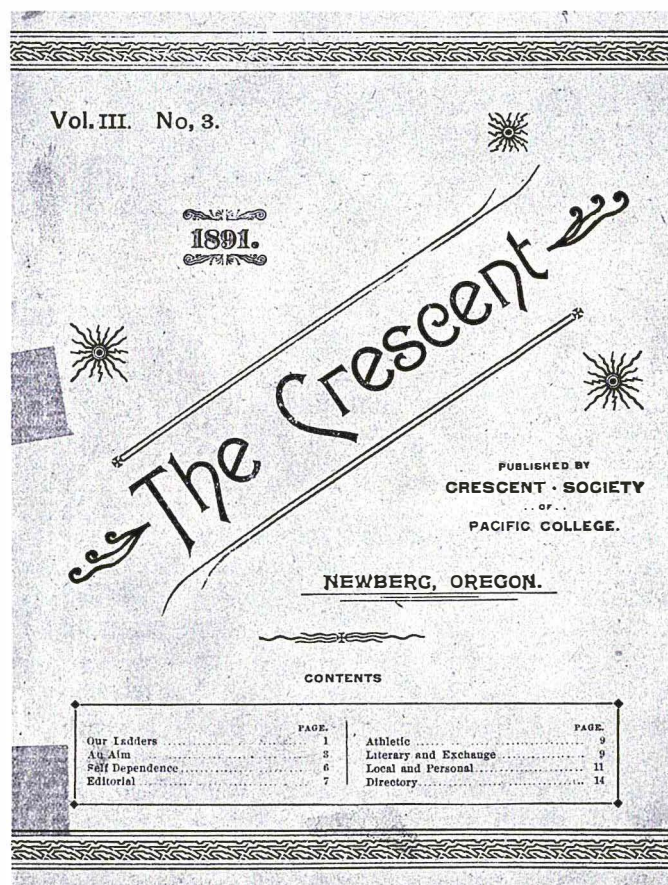 Vol. III. No, 3.
1891.
The Crescent
PUBLISHED BY
CRESCENT · SOCIETY
. . OF . .
PACIFIC COLLEGE.
NEWBERG, OREGON.
CONTENTS
PAGE.
Our Ladders 1
An Aim 3
Self Dependence 6
Editorial 7
PAGE.
Athletic 9
Literary and Exchange 9
Local and Personal 11
Directory 14